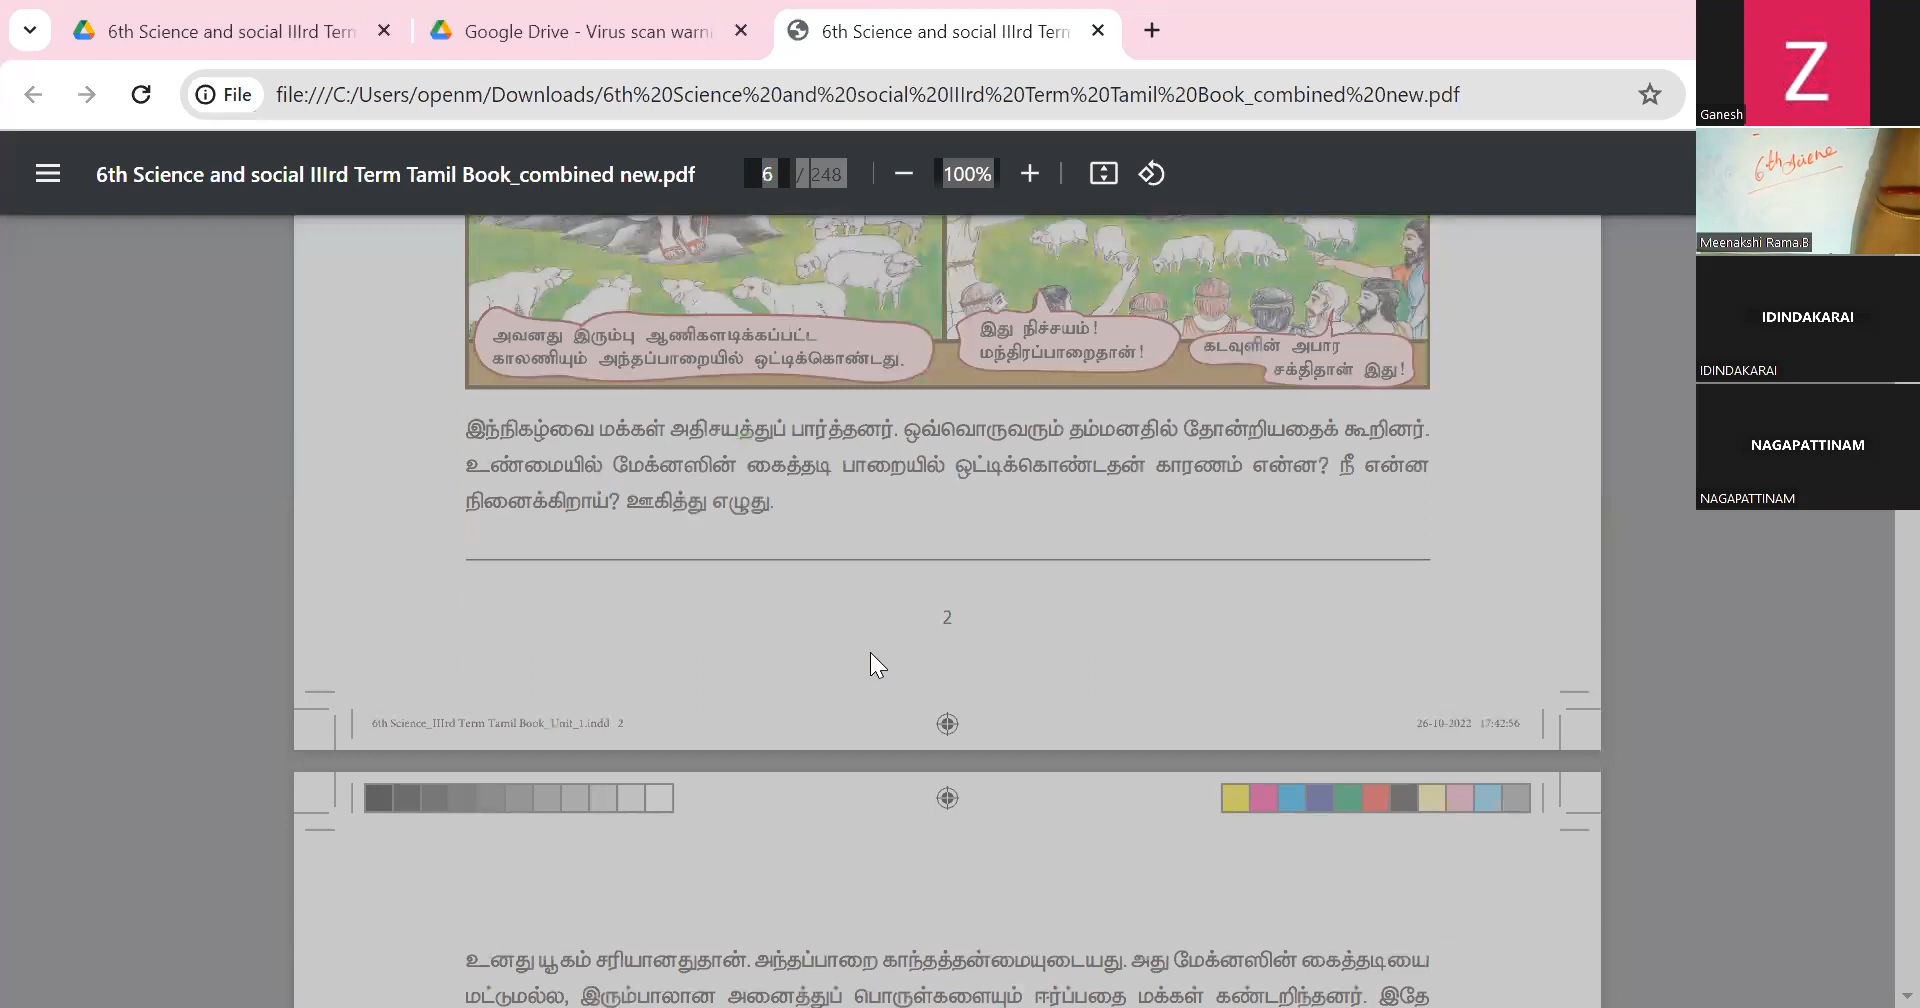 6th Science and social IIIrd Term
Google Drive - Virus scan warni
6th Science and social IIIrd Term
File
file:///C:/Users/openm/Downloads/6th%20Science%20and%20social%20IIIrd%20Term%20Tamil%20Book_combined%20new.pdf
6th Science and social IIIrd Term Tamil Book_combined new.pdf
6 / 248
100%
அவனது இரும்பு ஆணிகளடிக்கப்பட்ட
காலணியும் அந்தப்பாறையில் ஒட்டிக்கொண்டது.
இது நிச்சயம்!
மந்திரப்பாறைதான்!
கடவுளின் அபார
சக்திதான் இது!
இந்நிகழ்வை மக்கள் அதிசயத்துப் பார்த்தனர். ஒவ்வொருவரும் தம்மனதில் தோன்றியதைக் கூறினர்.
உண்மையில் மேக்னஸின் கைத்தடி பாறையில் ஒட்டிக்கொண்டதன் காரணம் என்ன? நீ என்ன
நினைக்கிறாய்? ஊகித்து எழுது.
2
6th Science_IIIrd Term Tamil Book_Unit_1.indd 2
26-10-2022 17:42:56
உனது யூகம் சரியானதுதான். அந்தப்பாறை காந்தத்தன்மையுடையது. அது மேக்னஸின் கைத்தடியை
மட்டுமல்ல, இரும்பாலான அனைத்துப் பொருள்களையும் ஈர்ப்பதை மக்கள் கண்டறிந்தனர். இதே
Z
Ganesh
6th Sciene
Meenakshi Rama.B
IDINDAKARAI
IDINDAKARAI
NAGAPATTINAM
NAGAPATTINAM